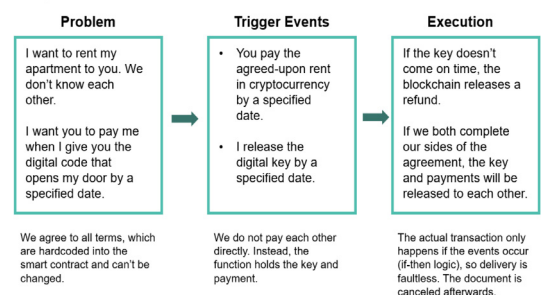 Problem
I want to rent my
apartment to you. We
don't know each
other.
I want you to pay me
when I give you the
digital code that
opens my door by a
specified date.
We agree to all terms, which
are hardcoded into the
smart contract and can't be
changed.
Trigger Events
• You pay the
agreed-upon rent
in cryptocurrency
by a specified
date.
• I release the
digital key by a
specified date.
We do not pay each other
directly. Instead, the
function holds the key and
payment.
Execution
If the key doesn't
come on time, the
blockchain releases a
refund.
If we both complete
our sides of the
agreement, the key
and payments will be
released to each other.
The actual transaction only
happens if the events occur
(if-then logic), so delivery is
faultless. The document is
canceled afterwards.